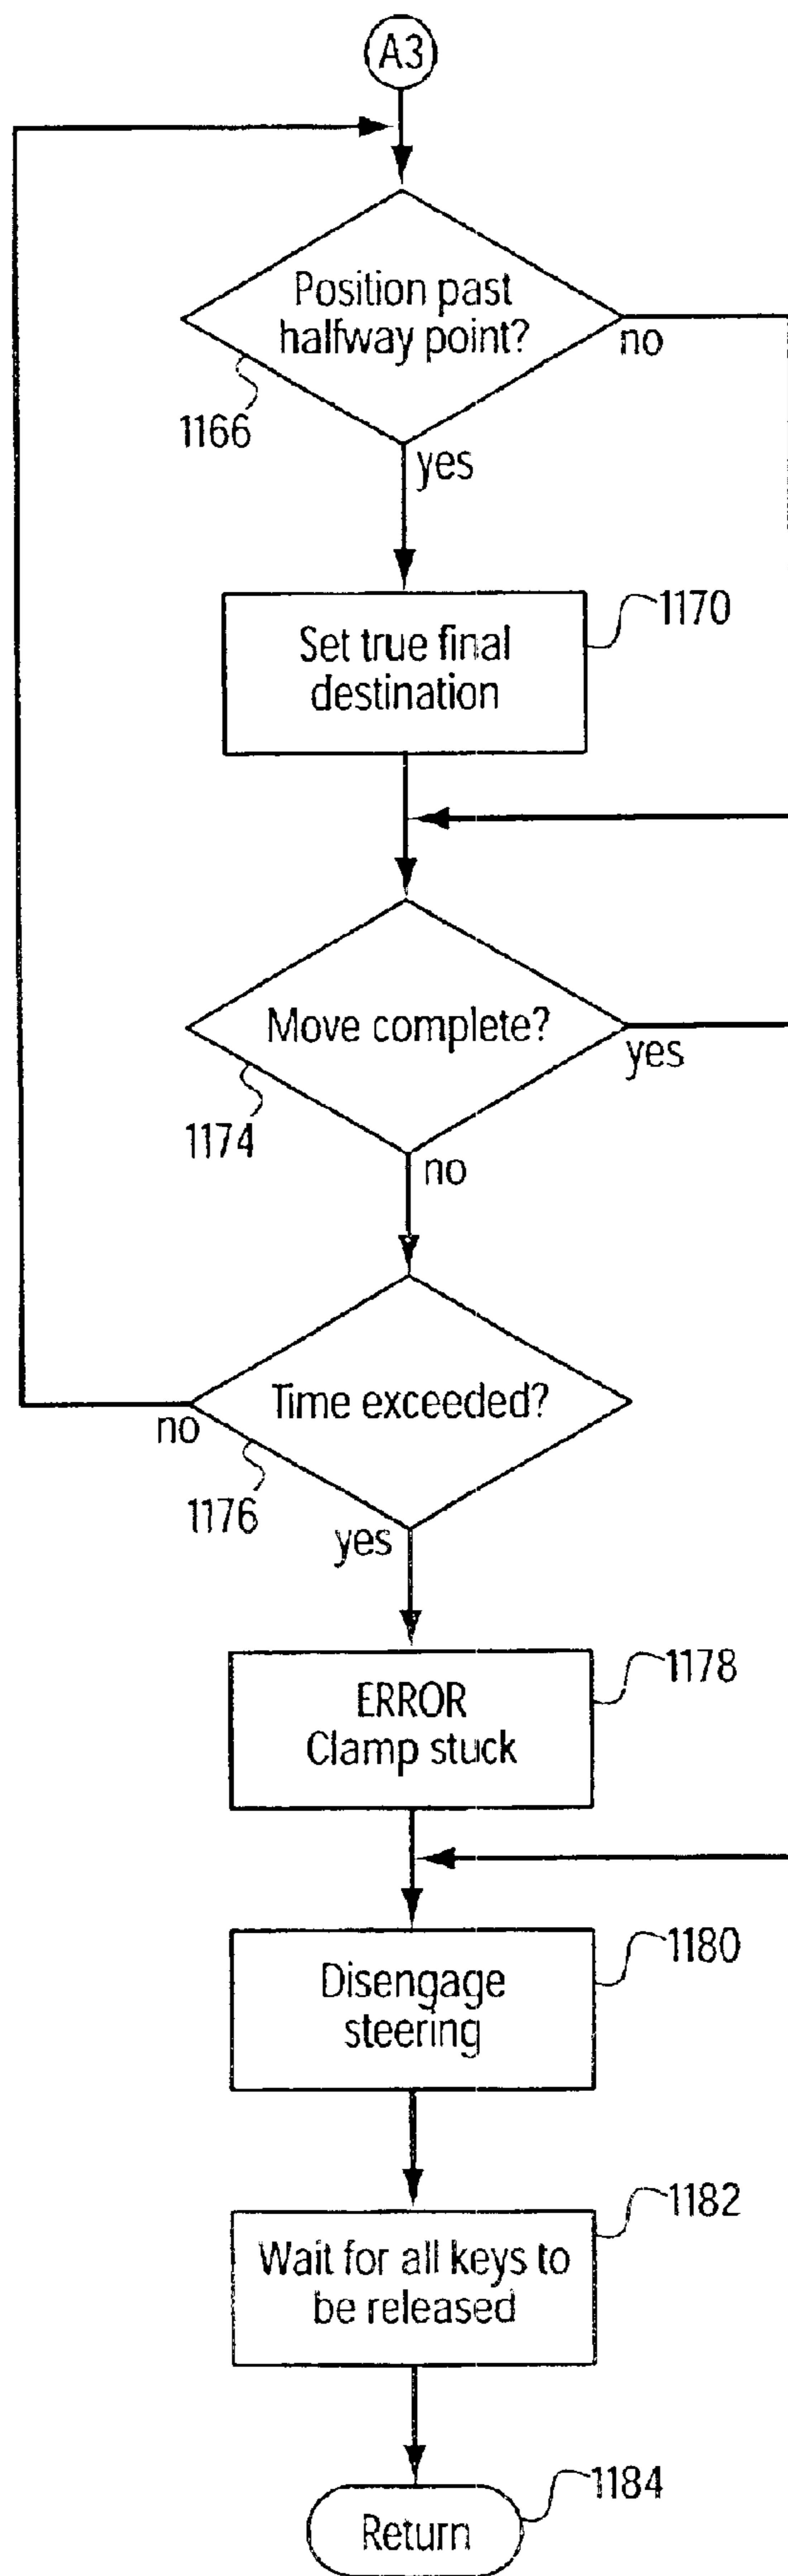 A3
Position past
halfway point?
no
1166
yes
1170
Set true final
destination
Move complete?
yes
1174
no
Time exceeded?
no
1176
yes
1178
ERROR
Clamp stuck
1180
Disengage
steering
1182
Wait for all keys to
be released
1184
Return